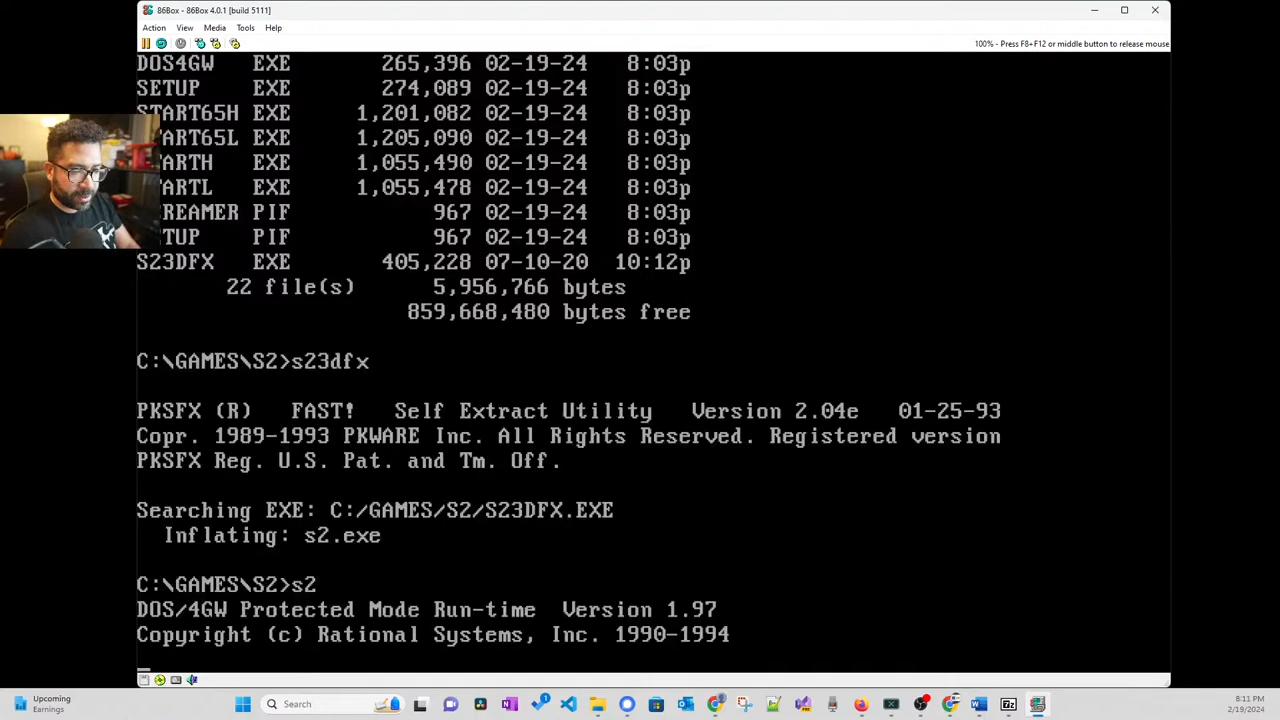 86Box - 86Box 4.0.1 [build 5111]
Action View Media Tools Help
100% - Press F8+F12 or middle button to release mouse
DOS4GW EXE 265,396 02-19-24 8:03p
SETUP EXE 274,089 02-19-24 8:03p
START65H EXE 1,201,082 02-19-24 8:03p
TART65L EXE 1,205,090 02-19-24 8:03p
TARTH EXE 1,055,490 02-19-24 8:03p
TARTL EXE 1,055,478 02-19-24 8:03p
CREAMER PIF 967 02-19-24 8:03p
TUP PIF 967 02-19-24 8:03p
S23DFX EXE 405,228 07-10-20 10:12p
22 file(s) 5,956,766 bytes
859,668,480 bytes free
C:\GAMES\S2>s23dfx
PKSFX (R) FAST! Self Extract Utility Version 2.04e 01-25-93
Copr. 1989-1993 PKWARE Inc. All Rights Reserved. Registered version
PKSFX Reg. U.S. Pat. and Tm. Off.
Searching EXE: C:/GAMES/S2/S23DFX.EXE
Inflating: s2.exe
C:\GAMES\S2>s2
DOS/4GW Protected Mode Run-time Version 1.97
Copyright (c) Rational Systems, Inc. 1990-1994
Upcoming
Earnings
Search
8:11 PM
2/19/2024